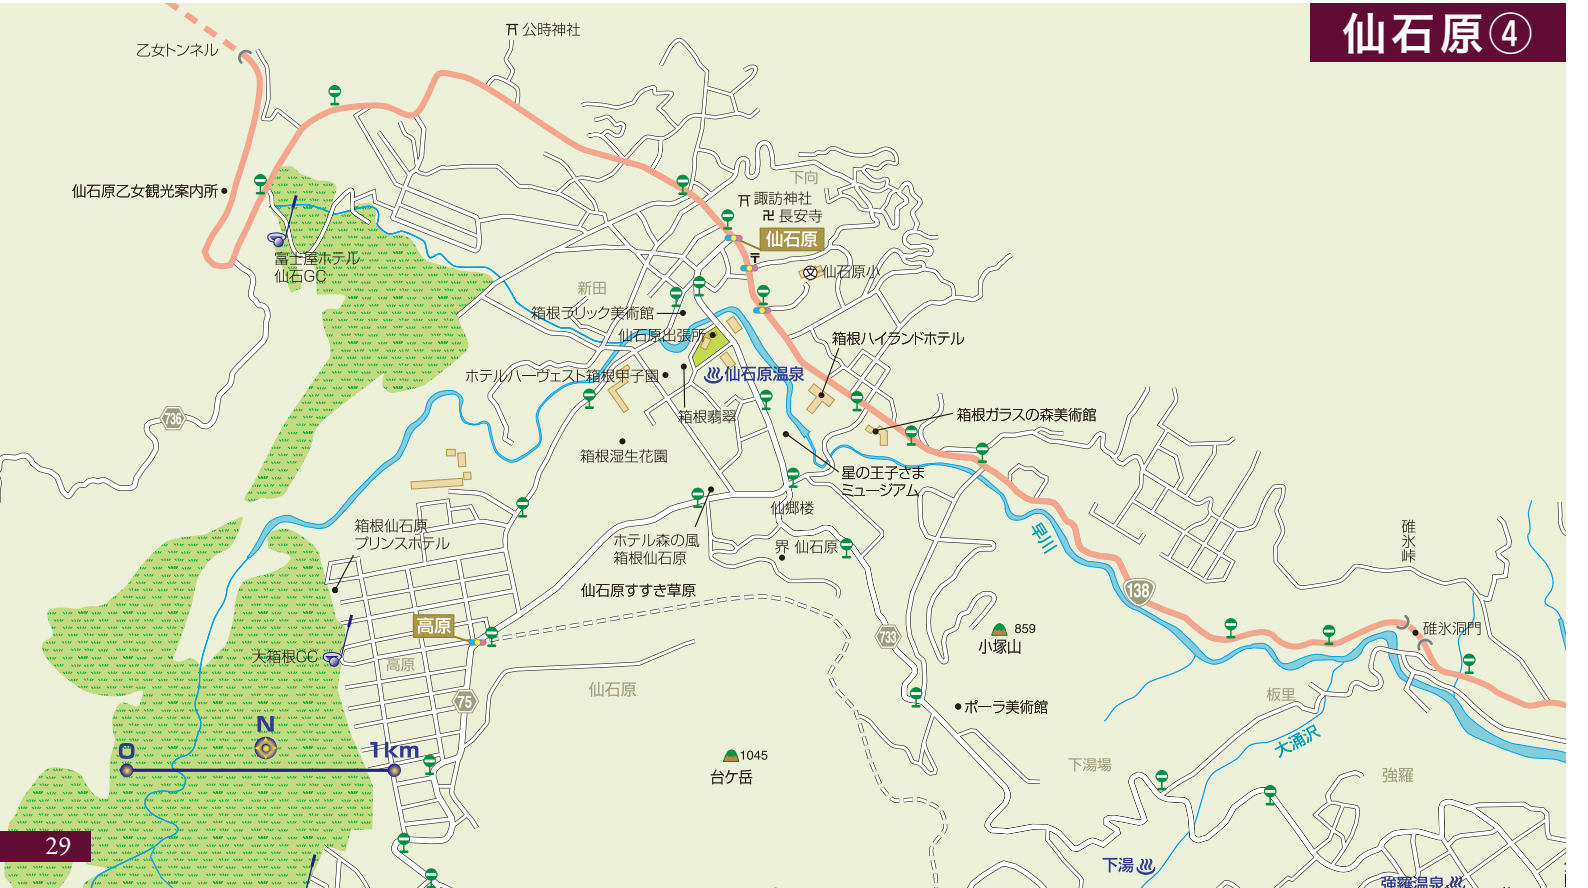 仙石原④
公時神社
乙女トンネル
仙石原乙女観光案内所
下向
諏訪神社
長安寺
仙石原
富士屋ホテル
仙石GC
仙石原小
新田
箱根ラリック美術館
仙石原出張所
箱根ハイランドホテル
ホテルハーヴェスト箱根甲子園
仙石原温泉
箱根翡翠
箱根ガラスの森美術館
736
箱根湿生花園
星の王子さま
ミュージアム
仙郷楼
箱根仙石原
プリンスホテル
ホテル森の風
箱根仙石原
界 仙石原
早川
碓氷峠
仙石原すすき草原
138
高原
733
859
小塚山
碓氷洞門
大箱根CC
高原
仙石原
75
ポーラ美術館
板里
大涌沢
N
0
1km
1045
台ケ岳
下湯場
強羅
29
下湯
強羅温泉